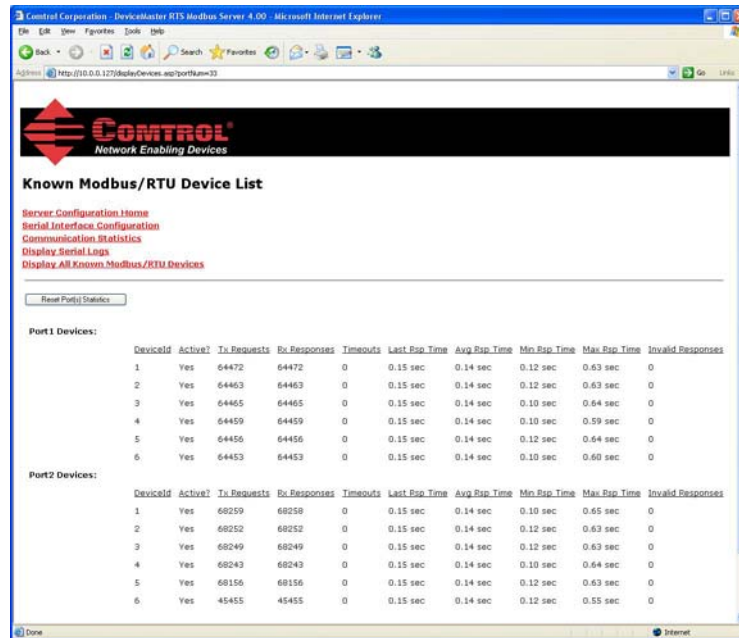 Comtrol Corporation - DeviceMaster RTS Modbus Server 4.00 - Microsoft Internet Explorer
File Edit View Favorites Tools Help
Back Search Favorites
Address http://10.0.0.127/displayDevices.asp?portNum=33 Go Links
COMTROL®
Network Enabling Devices
Known Modbus/RTU Device List
Server Configuration Home
Serial Interface Configuration
Communication Statistics
Display Serial Logs
Display All Known Modbus/RTU Devices
Reset Port(s) Statistics
Port1 Devices:
DeviceId Active? Tx Requests Rx Responses Timeouts Last Rsp Time Avg Rsp Time Min Rsp Time Max Rsp Time Invalid Responses
1 Yes 64472 64472 0 0.15 sec 0.14 sec 0.12 sec 0.63 sec 0
2 Yes 64463 64463 0 0.15 sec 0.14 sec 0.12 sec 0.63 sec 0
3 Yes 64465 64465 0 0.15 sec 0.14 sec 0.10 sec 0.64 sec 0
4 Yes 64459 64459 0 0.15 sec 0.14 sec 0.10 sec 0.59 sec 0
5 Yes 64456 64456 0 0.15 sec 0.14 sec 0.12 sec 0.64 sec 0
6 Yes 64453 64453 0 0.15 sec 0.14 sec 0.10 sec 0.60 sec 0
Port2 Devices:
DeviceId Active? Tx Requests Rx Responses Timeouts Last Rsp Time Avg Rsp Time Min Rsp Time Max Rsp Time Invalid Responses
1 Yes 68259 68258 0 0.15 sec 0.14 sec 0.10 sec 0.65 sec 0
2 Yes 68252 68252 0 0.15 sec 0.14 sec 0.12 sec 0.63 sec 0
3 Yes 68249 68249 0 0.15 sec 0.14 sec 0.12 sec 0.63 sec 0
4 Yes 68243 68243 0 0.15 sec 0.14 sec 0.10 sec 0.64 sec 0
5 Yes 68156 68156 0 0.15 sec 0.14 sec 0.12 sec 0.63 sec 0
6 Yes 45455 45455 0 0.15 sec 0.14 sec 0.12 sec 0.55 sec 0
Done Internet